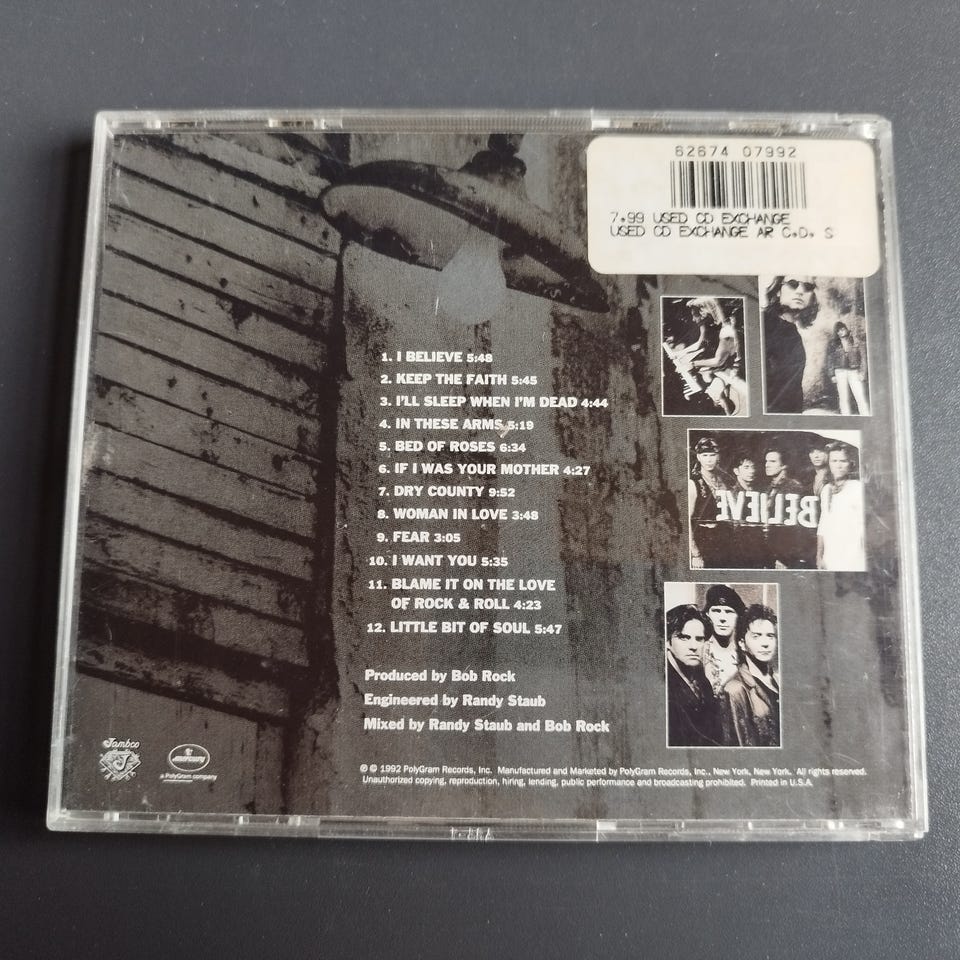 62674 07992
7.99 USED CD EXCHANGE
USED CD EXCHANGE AR C.D. S
1. I BELIEVE 5:48
2. KEEP THE FAITH 5:45
3. I'LL SLEEP WHEN I'M DEAD 4:44
4. IN THESE ARMS 5:19
5. BED OF ROSES 6:34
6. IF I WAS YOUR MOTHER 4:27
7. DRY COUNTY 9:52
8. WOMAN IN LOVE 3:48
9. FEAR 3:05
10. I WANT YOU 5:35
11. BLAME IT ON THE LOVE
OF ROCK & ROLL 4:23
12. LITTLE BIT OF SOUL 5:47
BELIEVE
Produced by Bob Rock
Engineered by Randy Staub
Mixed by Randy Staub and Bob Rock
Jambco
J
mercury
a PolyGram company
℗ © 1992 PolyGram Records, Inc. Manufactured and Marketed by PolyGram Records, Inc., New York, New York. All rights reserved.
Unauthorized copying, reproduction, hiring, lending, public performance and broadcasting prohibited. Printed in U.S.A.